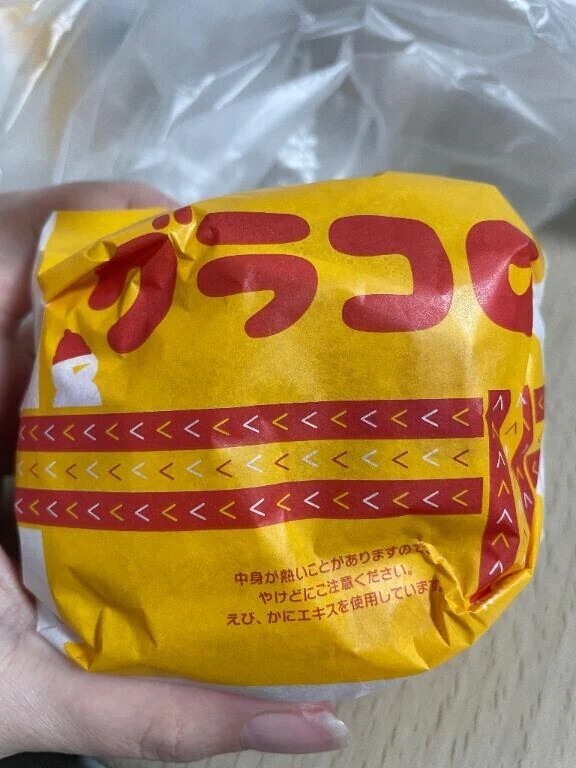 グラコロ
中身が熱いことがありますので、
やけどにご注意ください。
えび、かにエキスを使用しています。